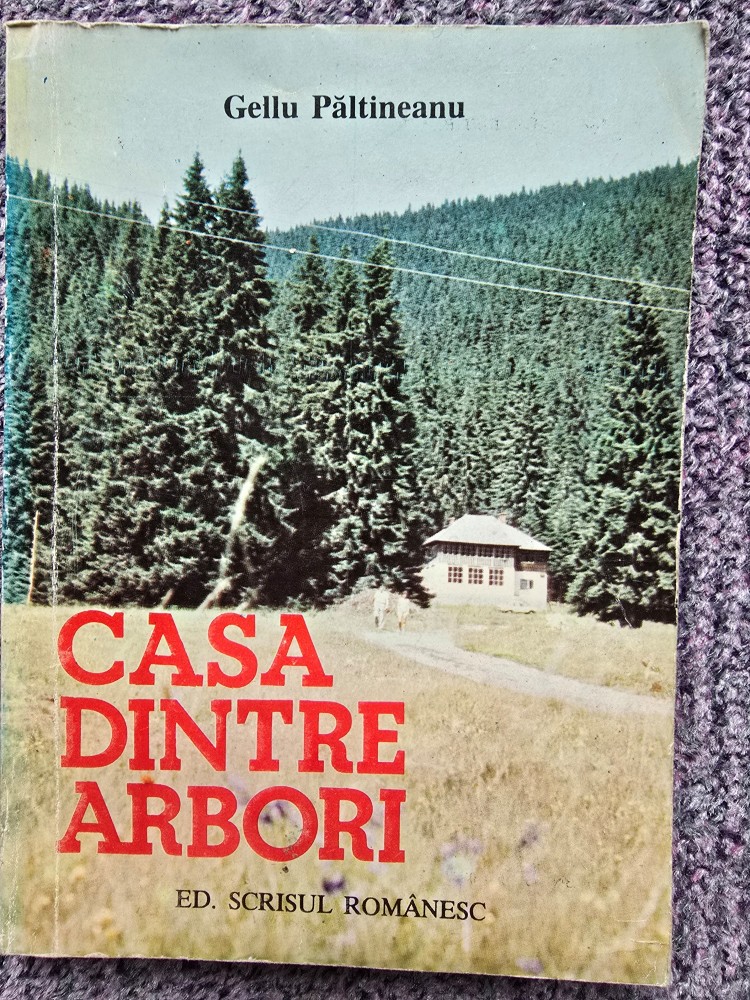 Gellu Păltineanu
CASA
DINTRE
ARBORI
ED. SCRISUL ROMÂNESC